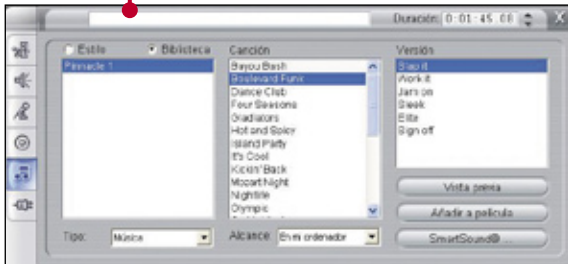 Duración: 0:01:45.08 X
Estilo Biblioteca Canción Versión
Pinnacle 1
Bayou Bash
Boulevard Funk
Dance Club
Four Seasons
Gladiators
Hot and Spicy
Island Party
It's Cool
Kickin' Back
Mozart Night
Nightlife
Olympic
Slap it
Work it
Jam on
Sleek
Elite
Sign off
Vista previa
Añadir a película
Tipo: Música Alcance: En mi ordenador SmartSound® ...